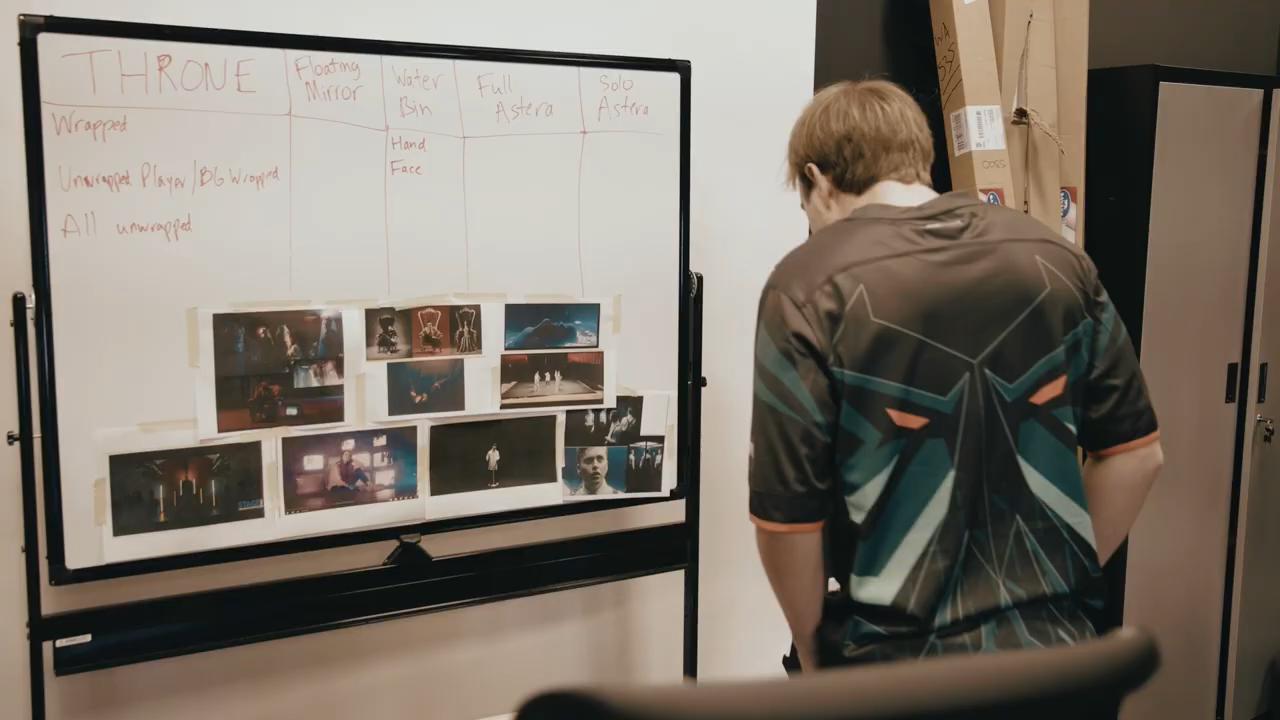 THRONE
Floating
Mirror
Water
Bin
Full
Astera
Solo
Astera
Wrapped
Unwrapped Player/BG Wrapped
All unwrapped
Hand
Face